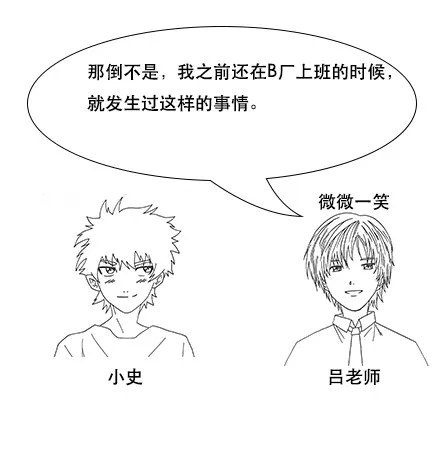 那倒不是，我之前还在B厂上班的时候，
就发生过这样的事情。
微微一笑
小史
吕老师